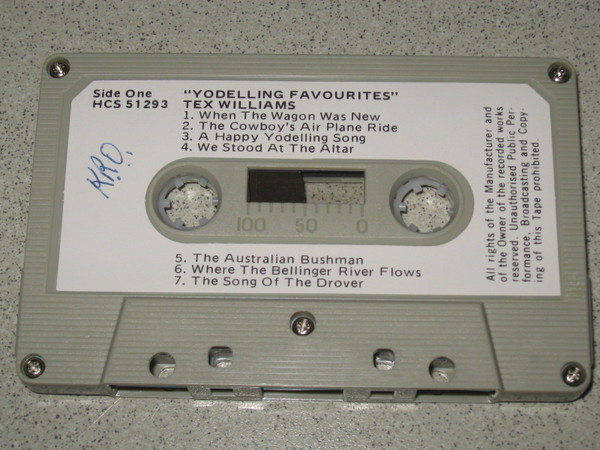 Side One "YODELLING FAVOURITES"
HCS 51293 TEX WILLIAMS
1. When The Wagon Was New
2. The Cowboy's Air Plane Ride
3. A Happy Yodelling Song
4. We Stood At The Altar
100 50 0
5. The Australian Bushman
6. Where The Bellinger River Flows
7. The Song Of The Drover
All rights of the Manufacturer and
of the Owner of the recorded works
reserved. Unauthorised Public Per-
formance, Broadcasting and Copy-
ing of this Tape prohibited.